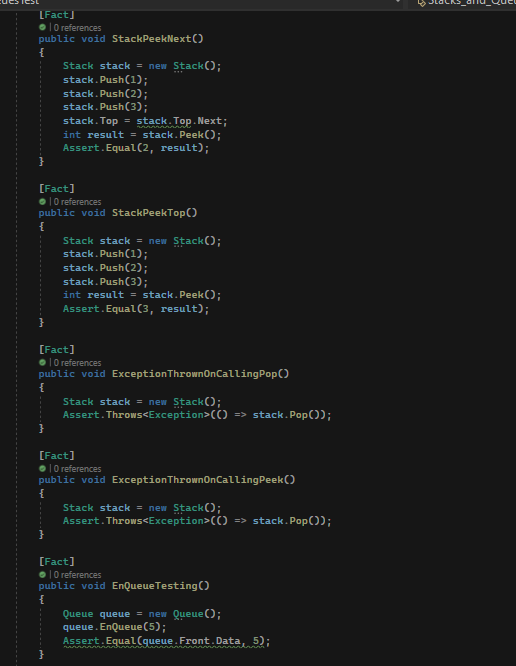 [Fact]
| 0 references
public void StackPeekNext()
{
Stack stack = new Stack();
stack.Push(1);
stack.Push(2);
stack.Push(3);
stack.Top = stack.Top.Next;
int result = stack.Peek();
Assert.Equal(2, result);
}
[Fact]
| 0 references
public void StackPeekTop()
{
Stack stack = new Stack();
stack.Push(1);
stack.Push(2);
stack.Push(3);
int result = stack.Peek();
Assert.Equal(3, result);
}
[Fact]
| 0 references
public void ExceptionThrownOnCallingPop()
{
Stack stack = new Stack();
Assert.Throws<Exception>(() => stack.Pop());
}
[Fact]
| 0 references
public void ExceptionThrownOnCallingPeek()
{
Stack stack = new Stack();
Assert.Throws<Exception>(() => stack.Pop());
}
[Fact]
| 0 references
public void EnQueueTesting()
{
Queue queue = new Queue();
queue.EnQueue(5);
Assert.Equal(queue.Front.Data, 5);
}